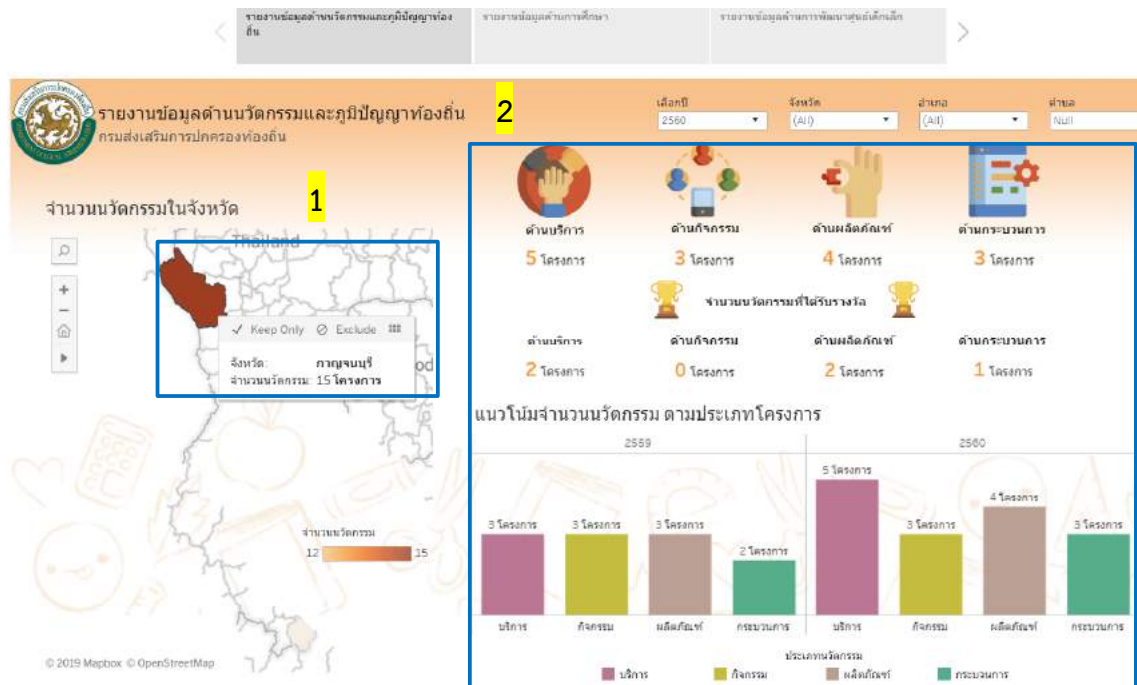 รายงานข้อมูลด้านนวัตกรรมและภูมิปัญญาท้อง
ถิ่น
รายงานข้อมูลด้านการศึกษา
รายงานข้อมูลด้านการพัฒนาศูนย์เด็กเล็ก
รายงานข้อมูลด้านนวัตกรรมและภูมิปัญญาท้องถิ่น
กรมส่งเสริมการปกครองท้องถิ่น
2
เลือกปี
จังหวัด
อำเภอ
ตำบล
2560
(All)
(All)
Null
จำนวนนวัตกรรมในจังหวัด
1
Thailand
Keep Only
Exclude
จังหวัด: กาญจนบุรี
จำนวนนวัตกรรม: 15 โครงการ
จำนวนนวัตกรรม
12
15
© 2019 Mapbox © OpenStreetMap
ด้านบริการ
ด้านกิจกรรม
ด้านผลิตภัณฑ์
ด้านกระบวนการ
5 โครงการ
3 โครงการ
4 โครงการ
3 โครงการ
จำนวนนวัตกรรมที่ได้รับรางวัล
ด้านบริการ
ด้านกิจกรรม
ด้านผลิตภัณฑ์
ด้านกระบวนการ
2 โครงการ
0 โครงการ
2 โครงการ
1 โครงการ
แนวโน้มจำนวนนวัตกรรม ตามประเภทโครงการ
2559
2560
3 โครงการ
3 โครงการ
3 โครงการ
2 โครงการ
5 โครงการ
3 โครงการ
4 โครงการ
3 โครงการ
บริการ
กิจกรรม
ผลิตภัณฑ์
กระบวนการ
บริการ
กิจกรรม
ผลิตภัณฑ์
กระบวนการ
ประเภทนวัตกรรม
บริการ
กิจกรรม
ผลิตภัณฑ์
กระบวนการ